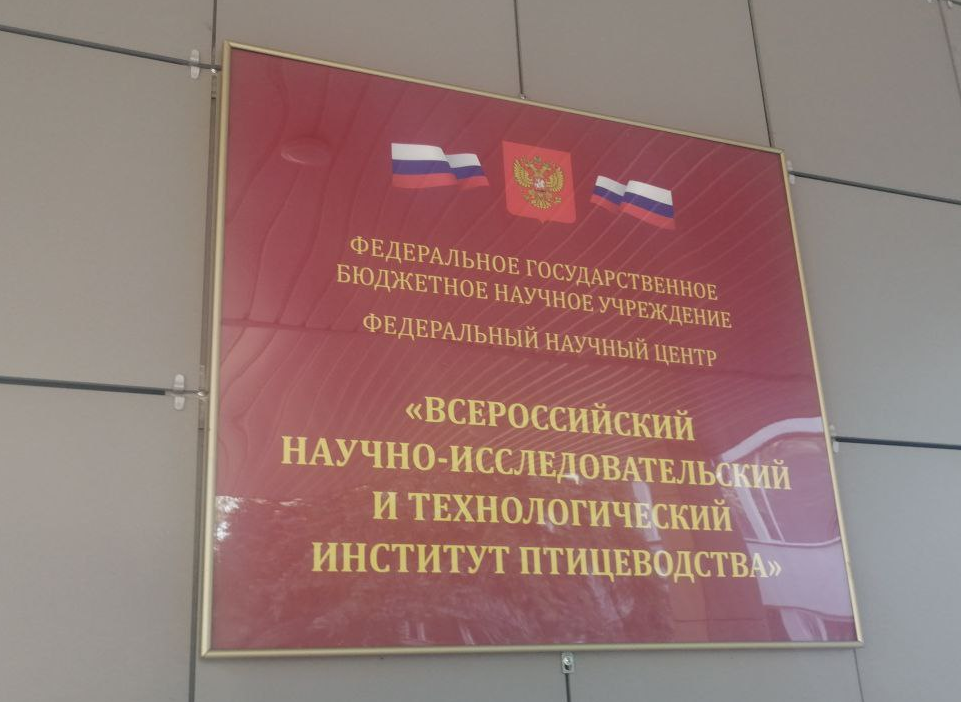 ФЕДЕРАЛЬНОЕ ГОСУДАРСТВЕННОЕ
БЮДЖЕТНОЕ НАУЧНОЕ УЧРЕЖДЕНИЕ
ФЕДЕРАЛЬНЫЙ НАУЧНЫЙ ЦЕНТР
«ВСЕРОССИЙСКИЙ
НАУЧНО-ИССЛЕДОВАТЕЛЬСКИЙ
И ТЕХНОЛОГИЧЕСКИЙ
ИНСТИТУТ ПТИЦЕВОДСТВА»